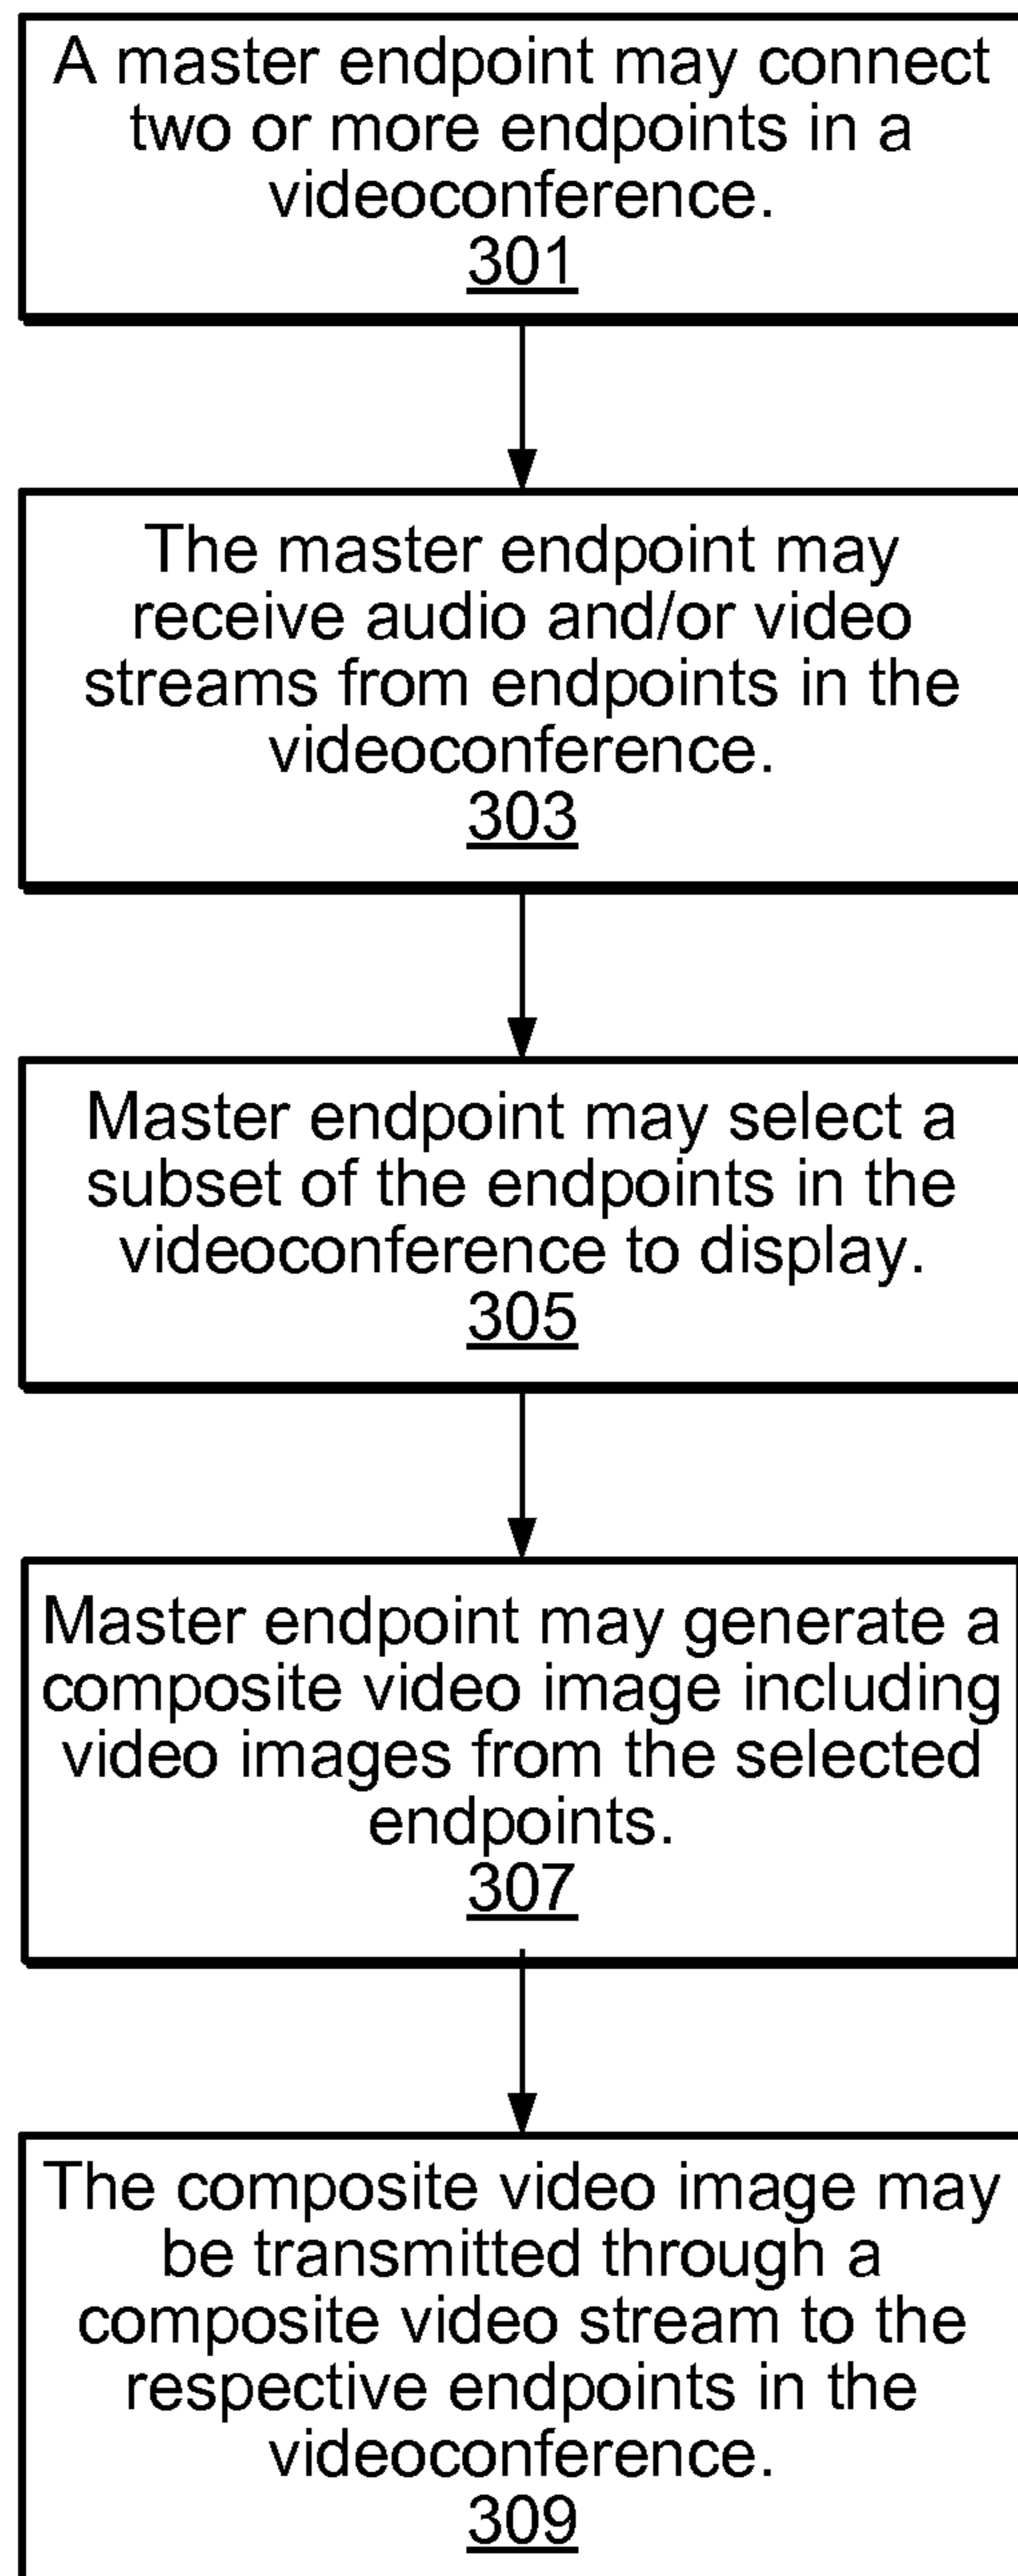 A master endpoint may connect
two or more endpoints in a
videoconference.
301
The master endpoint may
receive audio and/or video
streams from endpoints in the
videoconference.
303
Master endpoint may select a
subset of the endpoints in the
videoconference to display.
305
Master endpoint may generate a
composite video image including
video images from the selected
endpoints.
307
The composite video image may
be transmitted through a
composite video stream to the
respective endpoints in the
videoconference.
309